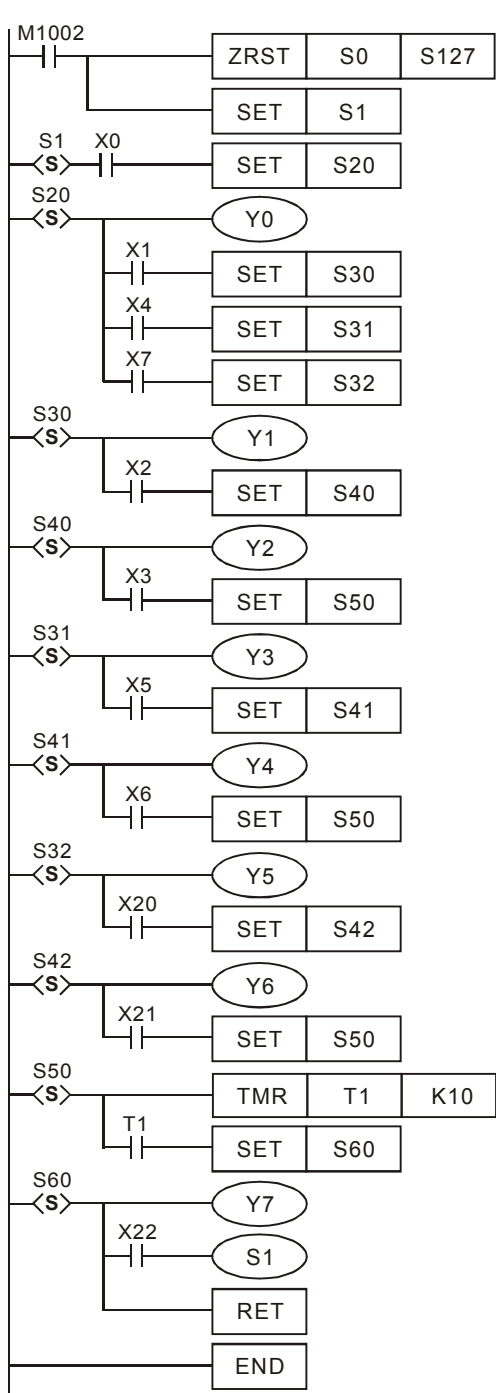 M1002
ZRST S0 S127
SET S1
S1 X0
S SET S20
S20
S Y0
X1
SET S30
X4
SET S31
X7
SET S32
S30
S Y1
X2
SET S40
S40
S Y2
X3
SET S50
S31
S Y3
X5
SET S41
S41
S Y4
X6
SET S50
S32
S Y5
X20
SET S42
S42
S Y6
X21
SET S50
S50
S TMR T1 K10
T1
SET S60
S60
S Y7
X22
S1
RET
END